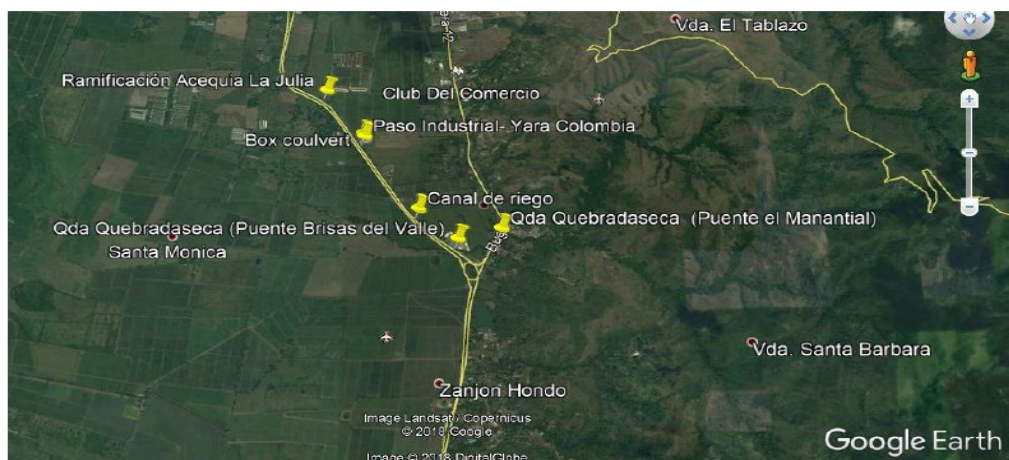 Vda. El Tablazo
Ramificación Acequia La Julia
Club Del Comercio
Paso Industrial- Yara Colombia
Box coulvert
Canal de riego
Qda Quebradaseca (Puente el Manantial)
Qda Quebradaseca (Puente Brisas del Valle)
Santa Monica
Vda. Santa Barbara
Zanjon Hondo
Image Landsat / Copernicus
© 2018 Google
Image © 2018 DigitalGlobe
Google Earth